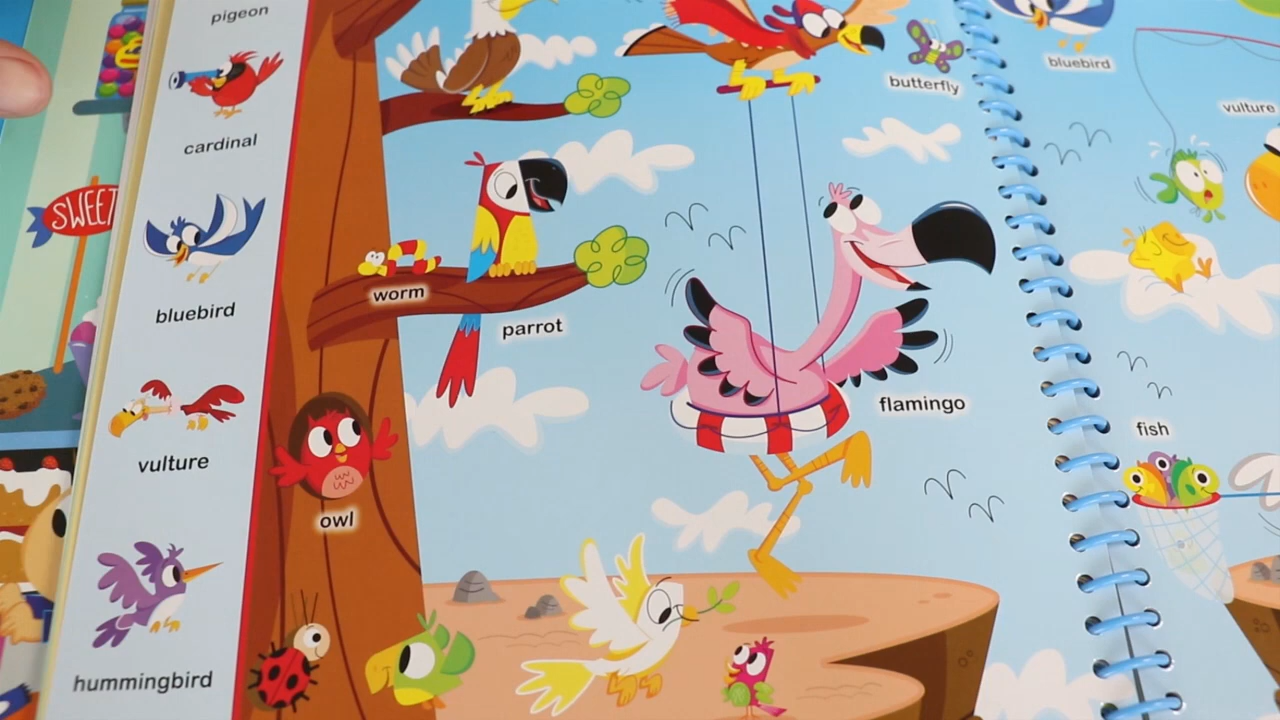 pigeon
cardinal
bluebird
vulture
hummingbird
SWEET
worm
parrot
owl
butterfly
flamingo
bluebird
vulture
fish